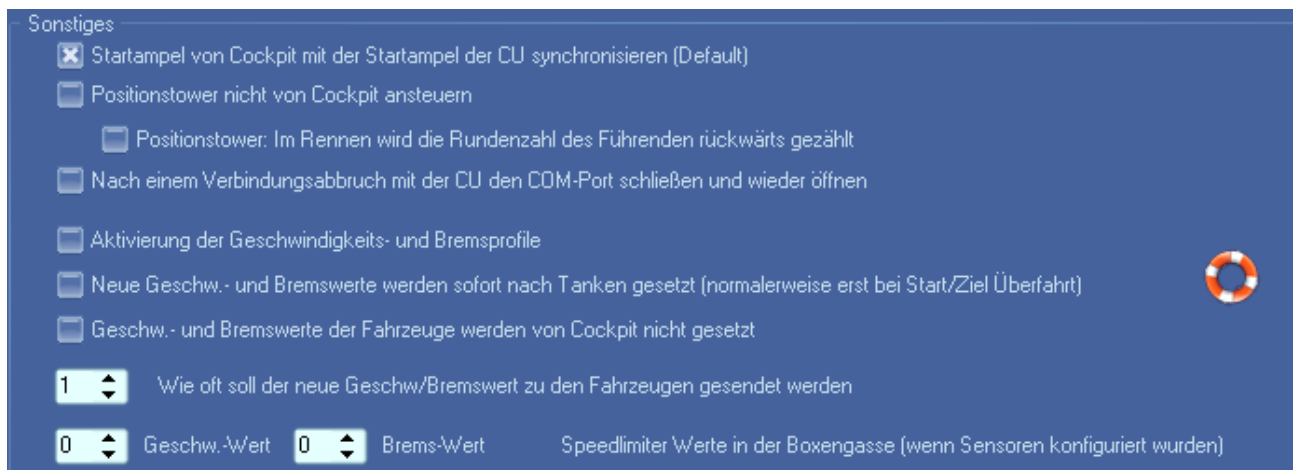 Sonstiges
Startampel von Cockpit mit der Startampel der CU synchronisieren (Default)
Positionstower nicht von Cockpit ansteuern
Positionstower: Im Rennen wird die Rundenzahl des Führenden rückwärts gezählt
Nach einem Verbindungsabbruch mit der CU den COM-Port schließen und wieder öffnen
Aktivierung der Geschwindigkeits- und Bremsprofile
Neue Geschw.- und Bremswerte werden sofort nach Tanken gesetzt (normalerweise erst bei Start/Ziel Überfahrt)
Geschw.- und Bremswerte der Fahrzeuge werden von Cockpit nicht gesetzt
1 Wie oft soll der neue Geschw/Bremswert zu den Fahrzeugen gesendet werden
0 Geschw.-Wert 0 Brems-Wert Speedlimiter Werte in der Boxengasse (wenn Sensoren konfiguriert wurden)